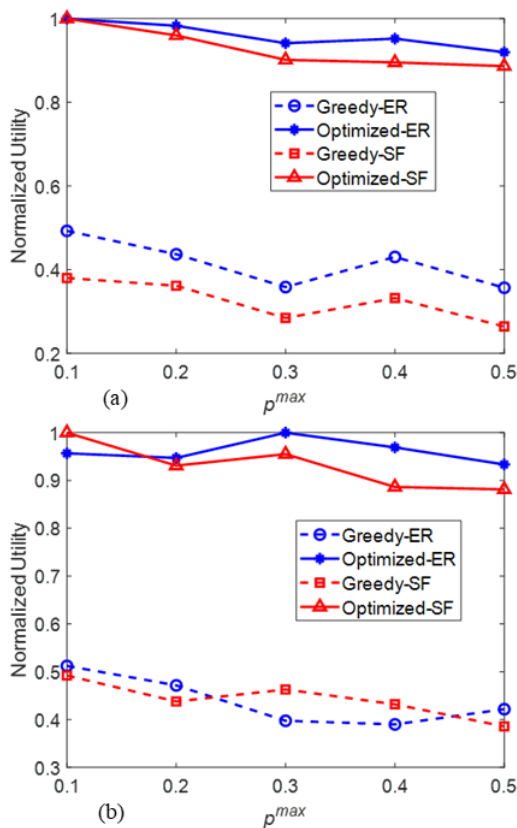 1
0.8
0.6
0.4
0.2
Normalized Utility
Greedy-ER
Optimized-ER
Greedy-SF
Optimized-SF
0.1 0.2 0.3 0.4 0.5
(a)
p^max
1
0.9
0.8
0.7
0.6
0.5
0.4
0.3
Normalized Utility
Greedy-ER
Optimized-ER
Greedy-SF
Optimized-SF
0.1 0.2 0.3 0.4 0.5
(b)
p^max